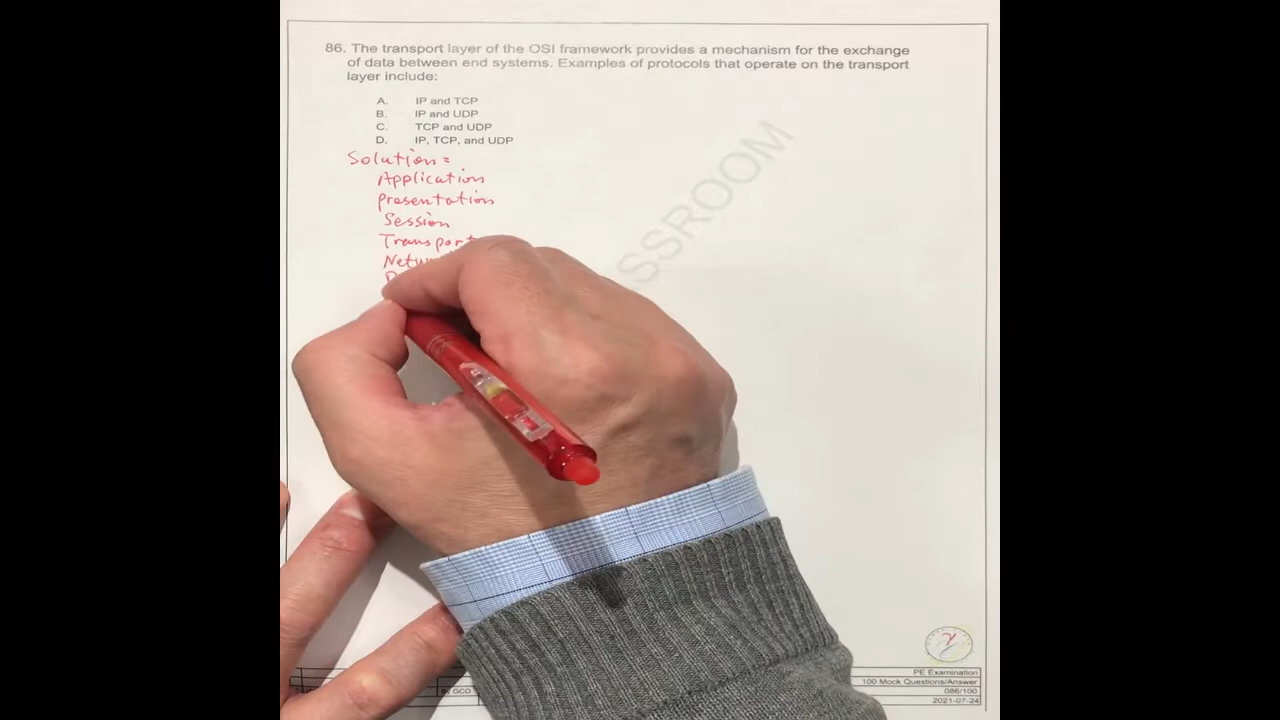 86. The transport layer of the OSI framework provides a mechanism for the exchange
of data between end systems. Examples of protocols that operate on the transport
layer include:
A. IP and TCP
B. IP and UDP
C. TCP and UDP
D. IP, TCP, and UDP
Solution:
Application
Presentation
Session
Transport
SSROOM
PE Examination
100 Mock Questions/Answer
086/100
2021-07-24